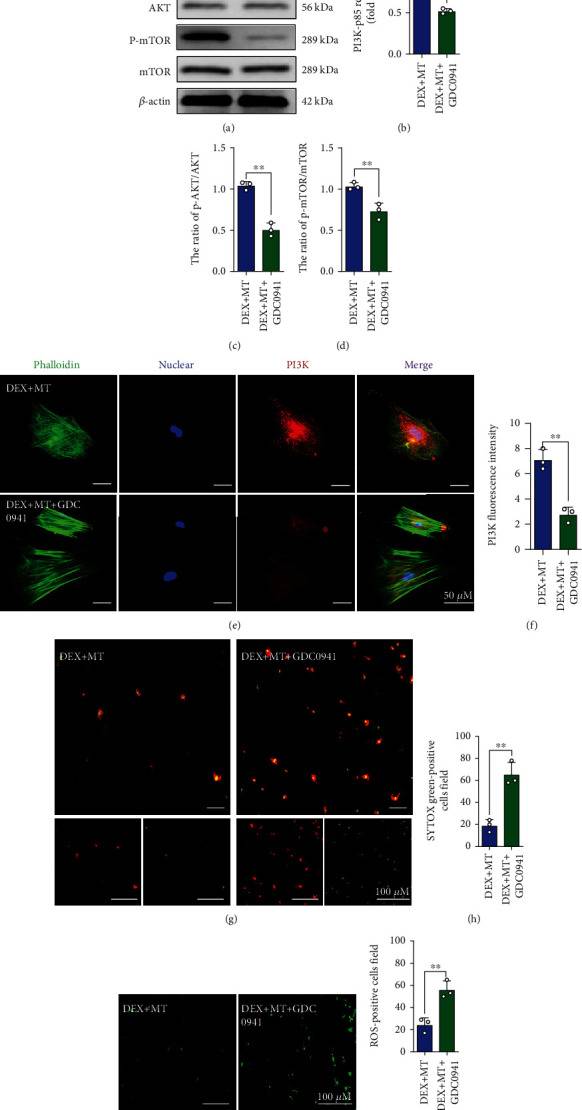 AKT
56 kDa
P-mTOR
289 kDa
mTOR
289 kDa
β-actin
42 kDa
(a)
PI3K-p85 re
(fold
0.5
0.0
DEX+MT
DEX+MT+
GDC0941
(b)
The ratio of p-AKT/AKT
1.5
1.0
0.5
0.0
**
DEX+MT
DEX+MT+
GDC0941
(c)
The ratio of p-mTOR/mTOR
1.5
1.0
0.5
0.0
**
DEX+MT
DEX+MT+
GDC0941
(d)
Phalloidin
Nuclear
PI3K
Merge
DEX+MT
DEX+MT+GDC
0941
50 μM
(e)
PI3K fluorescence intensity
10
8
6
4
2
0
**
DEX+MT
DEX+MT+
GDC0941
(f)
DEX+MT
DEX+MT+GDC0941
100 μM
(g)
SYTOX green-positive
cells field
100
80
60
40
20
0
**
DEX+MT
DEX+MT+
GDC0941
(h)
DEX+MT
DEX+MT+GDC
0941
100 μM
ROS-positive cells field
100
80
60
40
20
0
**
DEX+MT
DEX+MT+
GDC0941